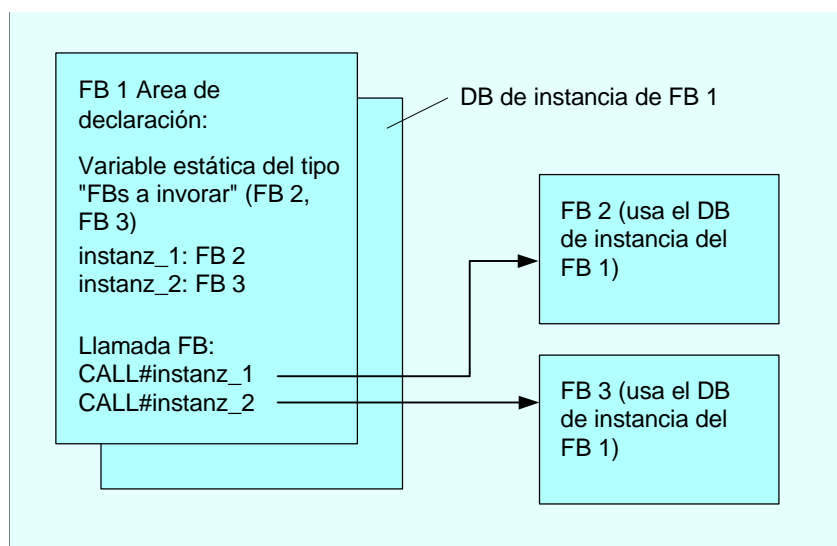 FB 1 Area de
declaración:
Variable estática del tipo
"FBs a invorar" (FB 2,
FB 3)
instanz_1: FB 2
instanz_2: FB 3
Llamada FB:
CALL#instanz_1
CALL#instanz_2
DB de instancia de FB 1
FB 2 (usa el DB
de instancia del
FB 1)
FB 3 (usa el DB
de instancia del
FB 1)